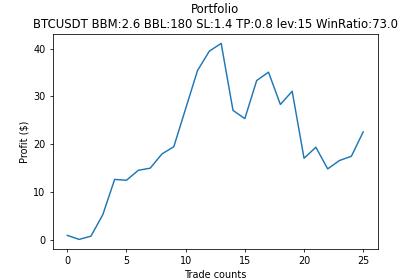 Portfolio
BTCUSDT BBM:2.6 BBL:180 SL:1.4 TP:0.8 lev:15 WinRatio:73.0
40
30
20
10
0
Profit ($)
0 5 10 15 20 25
Trade counts